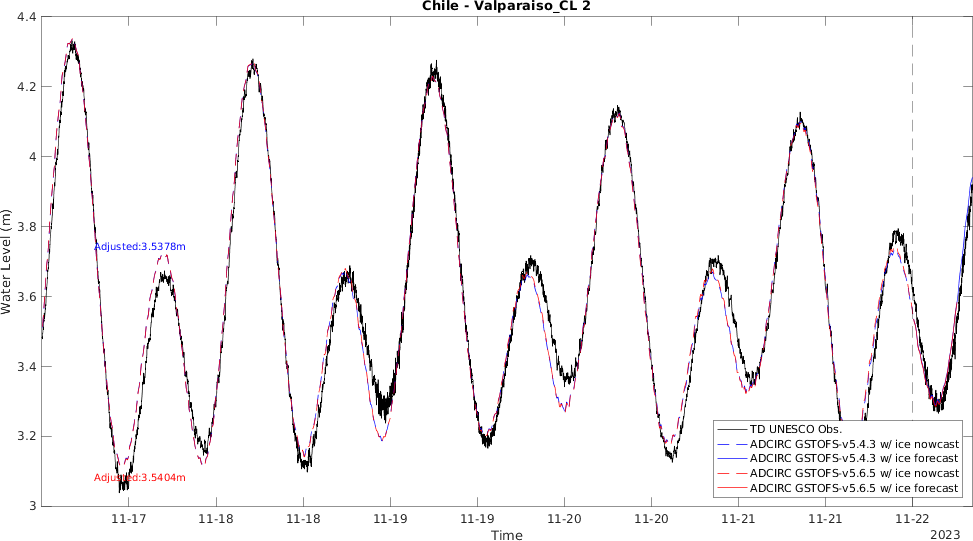 Chile - Valparaiso_CL 2
4.4
4.2
4
3.8
3.6
3.4
3.2
3
Water Level (m)
Adjusted:3.5378m
Adjusted:3.5404m
TD UNESCO Obs.
ADCIRC GSTOFS-v5.4.3 w/ ice nowcast
ADCIRC GSTOFS-v5.4.3 w/ ice forecast
ADCIRC GSTOFS-v5.6.5 w/ ice nowcast
ADCIRC GSTOFS-v5.6.5 w/ ice forecast
11-17 11-18 11-18 11-19 11-19 11-20 11-20 11-21 11-21 11-22
Time
2023